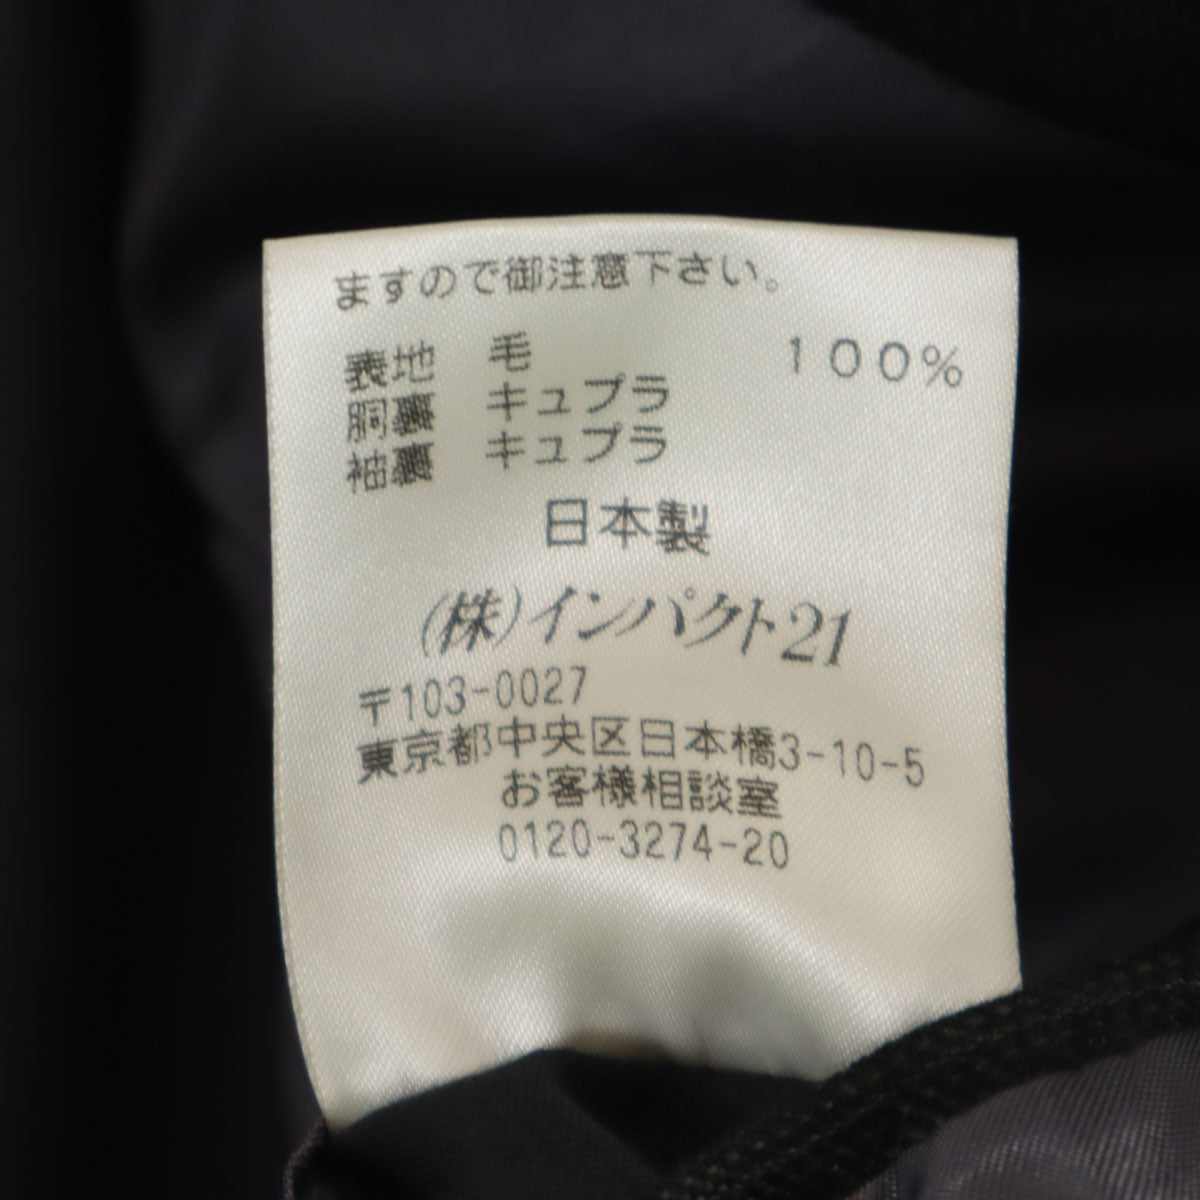 ますので御注意下さい。
表地 毛 100%
胴裏 キュプラ
袖裏 キュプラ
日本製
(株)インパクト21
〒103-0027
東京都中央区日本橋3-10-5
お客様相談室
0120-3274-20